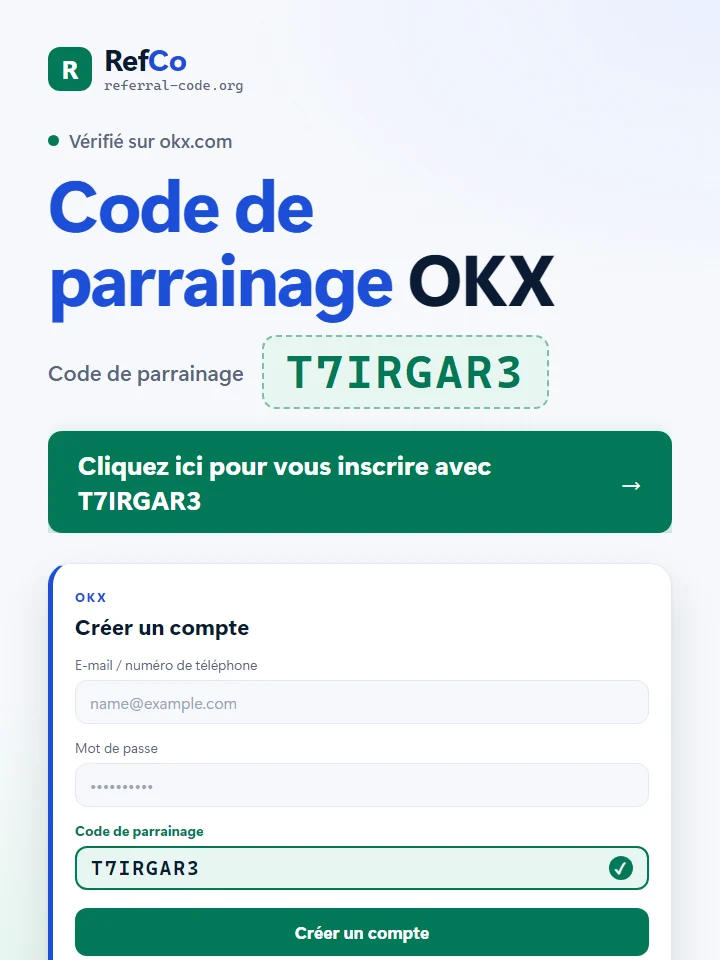 R
RefCo
referral-code.org
Vérifié sur okx.com
Code de
parrainage OKX
Code de parrainage
T7IRGAR3
Cliquez ici pour vous inscrire avec
T7IRGAR3
→
OKX
Créer un compte
E-mail / numéro de téléphone
name@example.com
Mot de passe
••••••••••
Code de parrainage
T7IRGAR3
Créer un compte